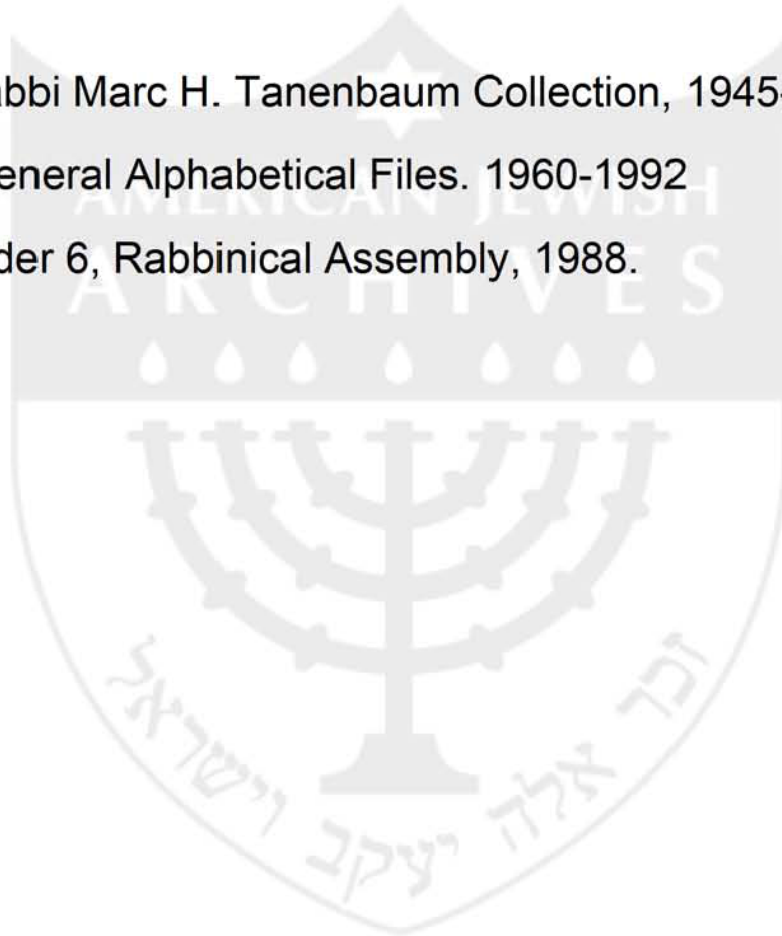 abbi Marc H. Tanenbaum Collection, 1945-
eneral Alphabetical Files. 1960-1992
der 6, Rabbinical Assembly, 1988.
AMERICAN JEWISH
ARCHIVES
זכר אלה יעקב וישראל